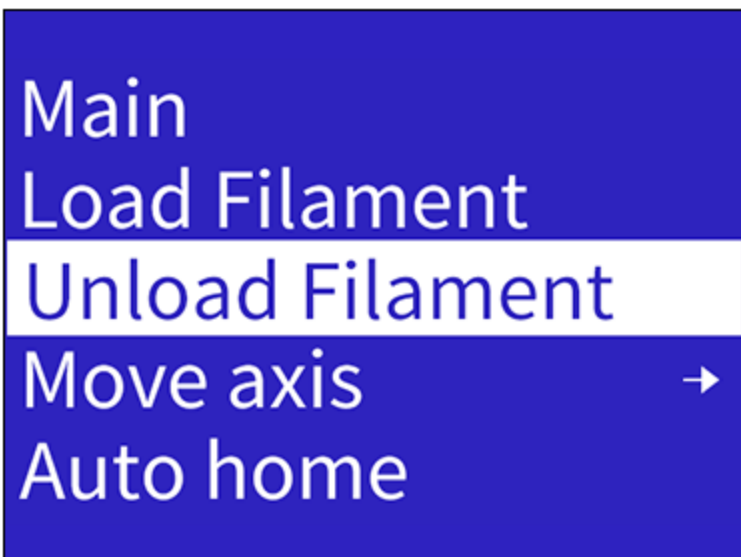 Main
Load Filament
Unload Filament
Move axis →
Auto home